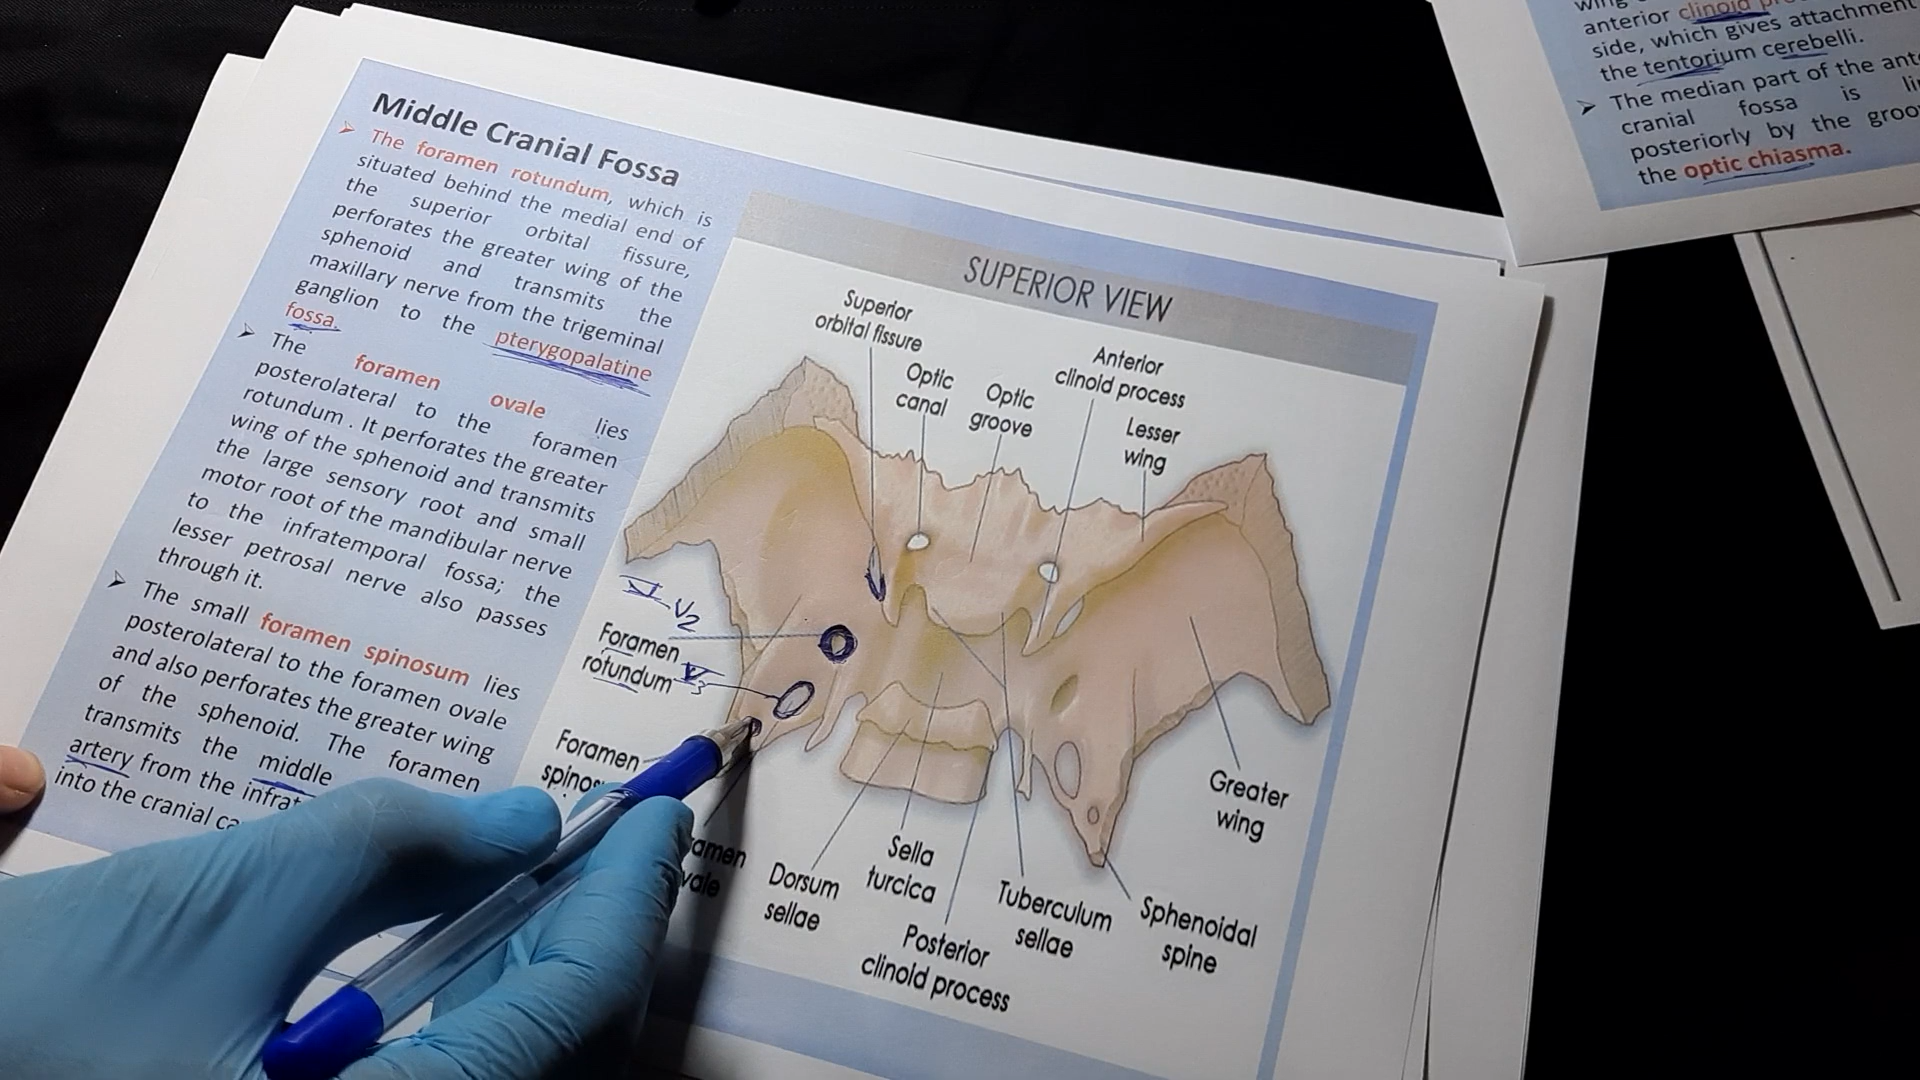 Middle Cranial Fossa
The foramen rotundum, which is
situated behind the medial end of
the superior orbital fissure,
perforates the greater wing of the
sphenoid and transmits the
maxillary nerve from the trigeminal
ganglion to the pterygopalatine
fossa.
The foramen ovale lies
posterolateral to the foramen
rotundum . It perforates the greater
wing of the sphenoid and transmits
the large sensory root and small
motor root of the mandibular nerve
to the infratemporal fossa; the
lesser petrosal nerve also passes
through it.
The small foramen spinosum lies
posterolateral to the foramen ovale
and also perforates the greater wing
of the sphenoid. The foramen
transmits the middle
artery from the infrat
into the cranial ca
SUPERIOR VIEW
Superior
orbital fissure
Optic
canal
Optic
groove
Anterior
clinoid process
Lesser
wing
V2
Foramen
rotundum
V3
Foramen
spinos
amen
vale
Dorsum
sellae
Sella
turcica
Posterior
clinoid process
Tuberculum
sellae
Sphenoidal
spine
Greater
wing
wing
anterior clinoid pr
side, which gives attachment
the tentorium cerebelli.
The median part of the ant
cranial fossa is li
posteriorly by the groo
the optic chiasma.